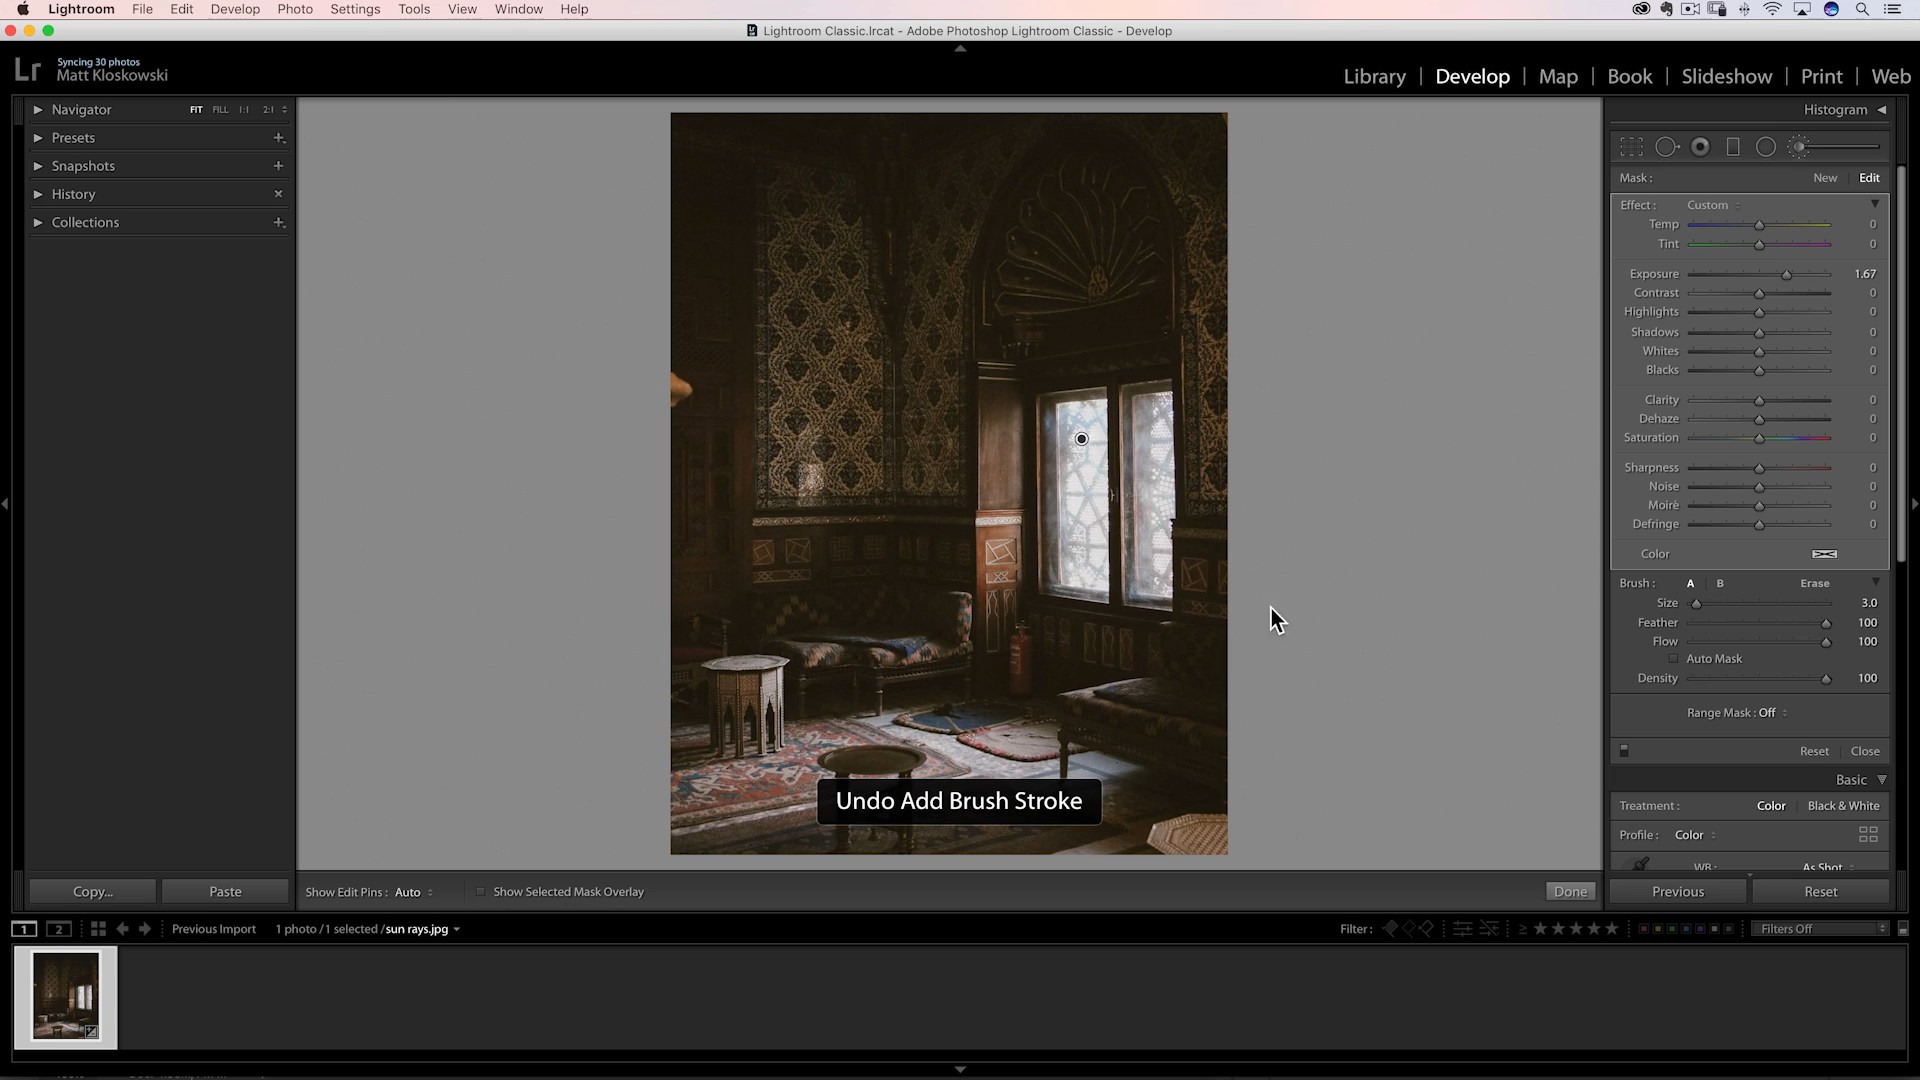 Lightroom File Edit Develop Photo Settings Tools View Window Help
Lightroom Classic.lrcat - Adobe Photoshop Lightroom Classic - Develop
Lr
Syncing 30 photos
Matt Kloskowski
Library | Develop | Map | Book | Slideshow | Print | Web
Navigator FIT FILL 1:1 2:1
Presets
Snapshots
History
Collections
Histogram
Mask : New Edit
Effect : Custom
Temp 0
Tint 0
Exposure 1.67
Contrast 0
Highlights 0
Shadows 0
Whites 0
Blacks 0
Clarity 0
Dehaze 0
Saturation 0
Sharpness 0
Noise 0
Moiré 0
Defringe 0
Color
Brush : A B Erase
Size 3.0
Feather 100
Flow 100
Auto Mask
Density 100
Range Mask : Off
Reset Close
Basic
Treatment : Color Black & White
Profile : Color
WB : As Shot
Undo Add Brush Stroke
Copy... Paste
Show Edit Pins : Auto Show Selected Mask Overlay Done
Previous Reset
1 2 Previous Import 1 photo / 1 selected / sun rays.jpg Filter : ≥ ★★★★★ Filters Off